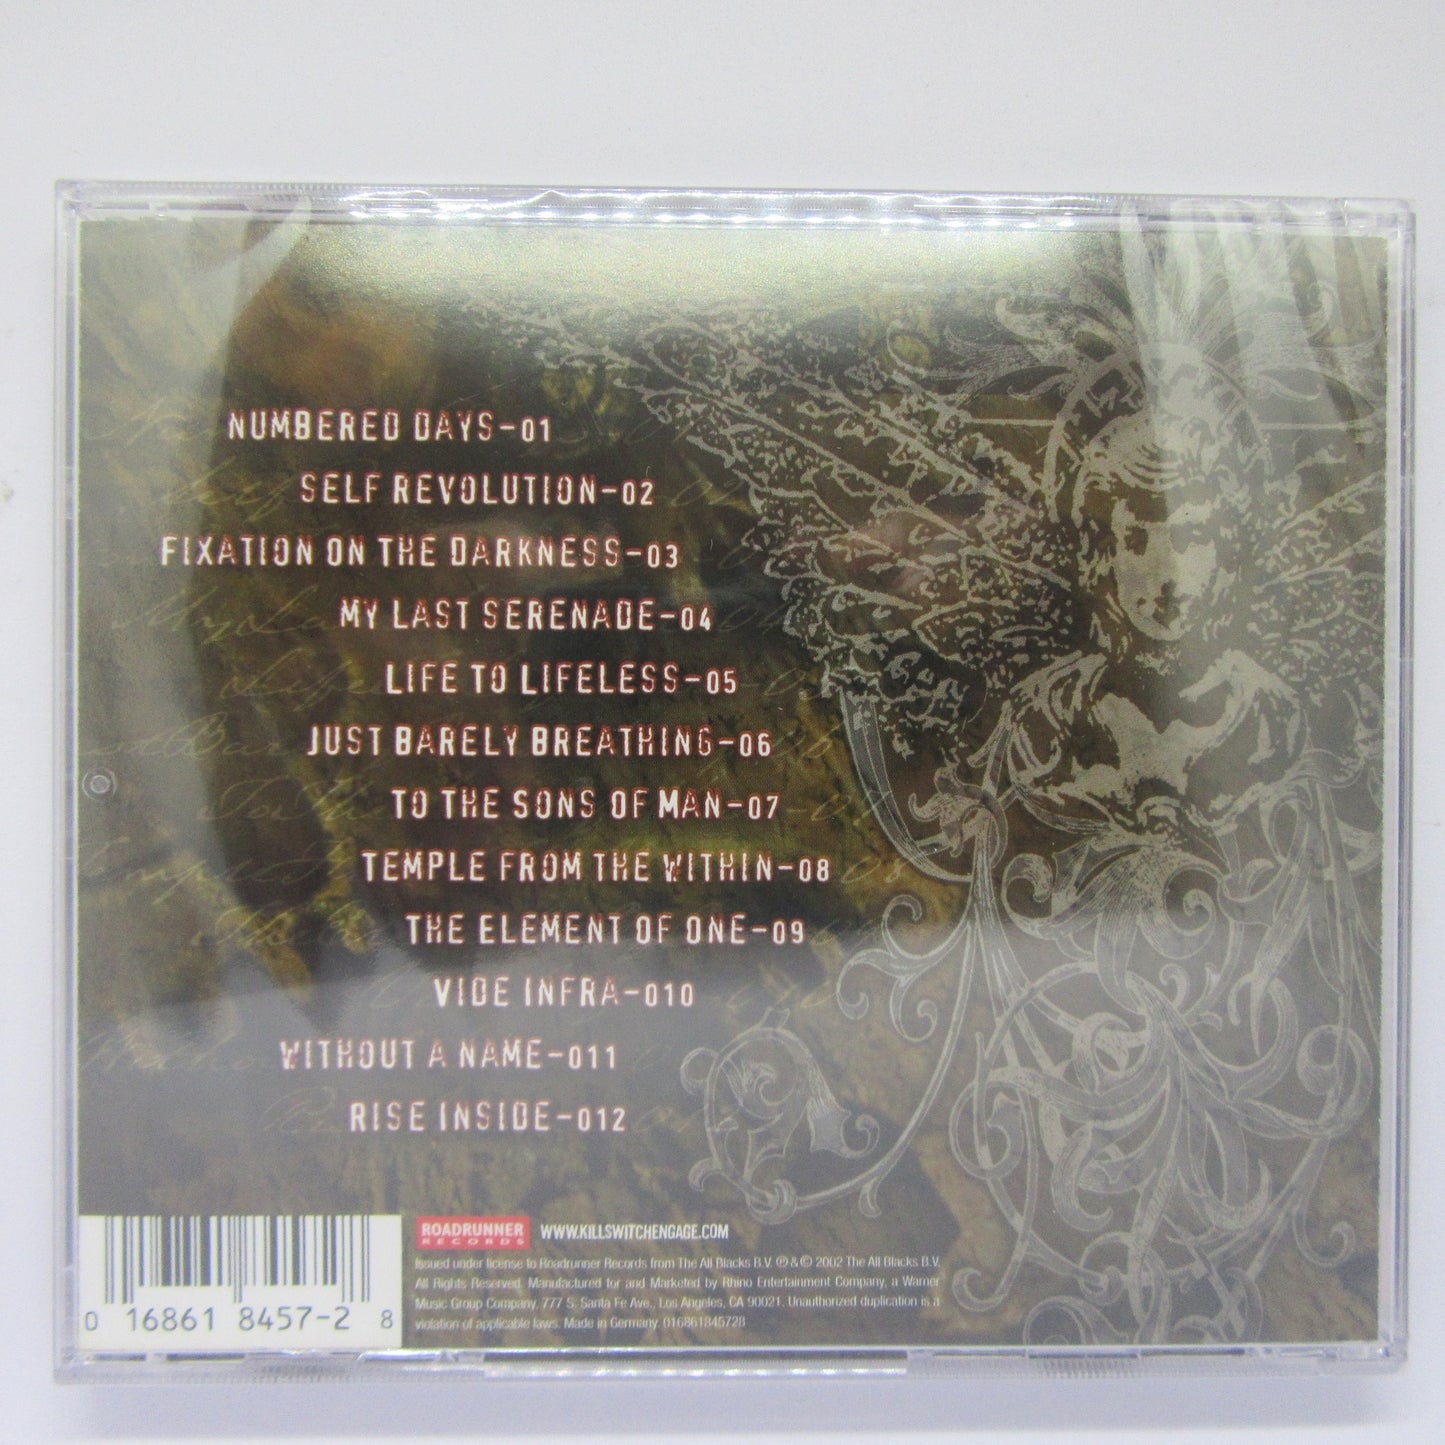 NUMBERED DAYS-01
SELF REVOLUTION-02
FIXATION ON THE DARKNESS-03
MY LAST SERENADE-04
LIFE TO LIFELESS-05
JUST BARELY BREATHING-06
TO THE SONS OF MAN-07
TEMPLE FROM THE WITHIN-08
THE ELEMENT OF ONE-09
VIDE INFRA-010
WITHOUT A NAME-011
RISE INSIDE-012
0 16861 8457-2 8
ROADRUNNER
RECORDS
WWW.KILLSWITCHENGAGE.COM
Issued under license to Roadrunner Records from The All Blacks B.V. ℗ & © 2002 The All Blacks B.V.
All Rights Reserved. Manufactured for and Marketed by Rhino Entertainment Company, a Warner
Music Group Company, 777 S. Santa Fe Ave., Los Angeles, CA 90021. Unauthorized duplication is a
violation of applicable laws. Made in Germany. 016861845728